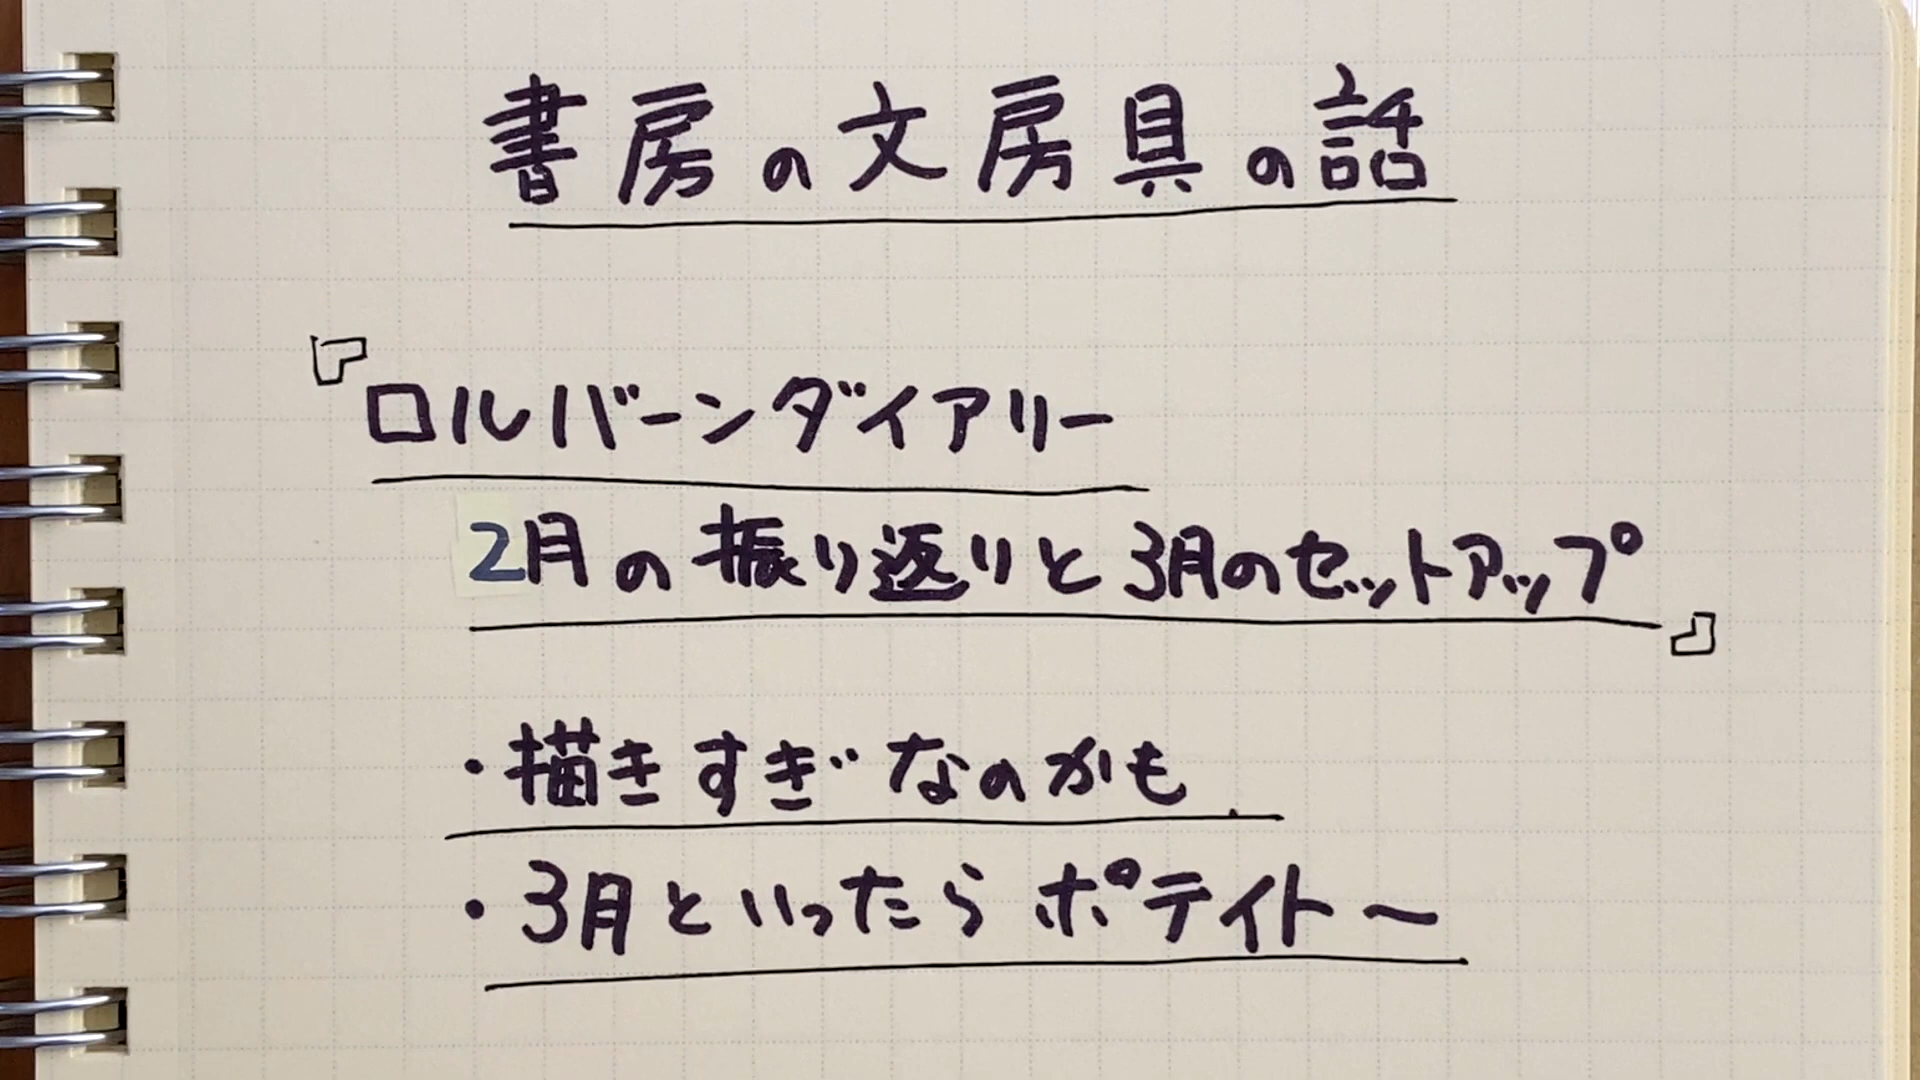 書房の文房具の話
『ロルバーンダイアリー
2月の振り返りと3月のセットアップ』
・描きすぎなのかも
・3月といったらポテイト〜